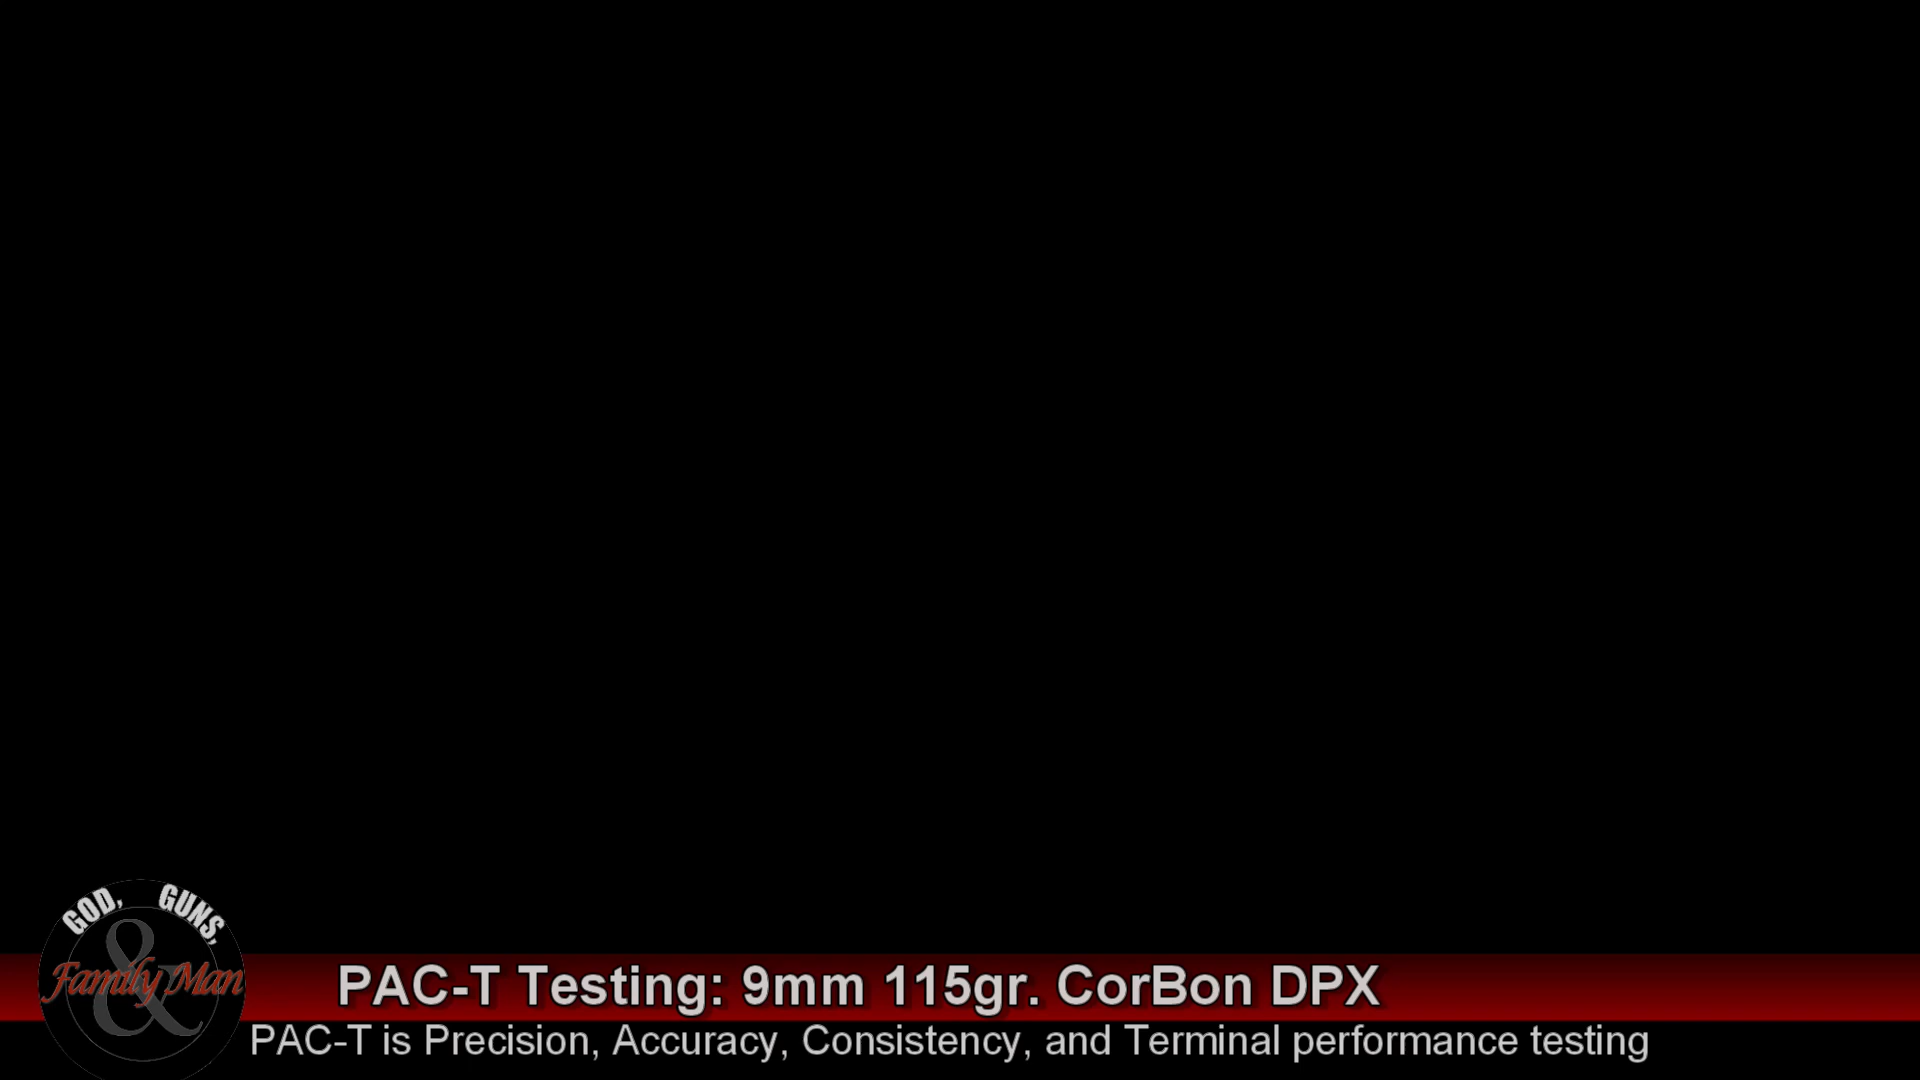 GOD, GUNS,
&
Family Man
PAC-T Testing: 9mm 115gr. CorBon DPX
PAC-T is Precision, Accuracy, Consistency, and Terminal performance testing